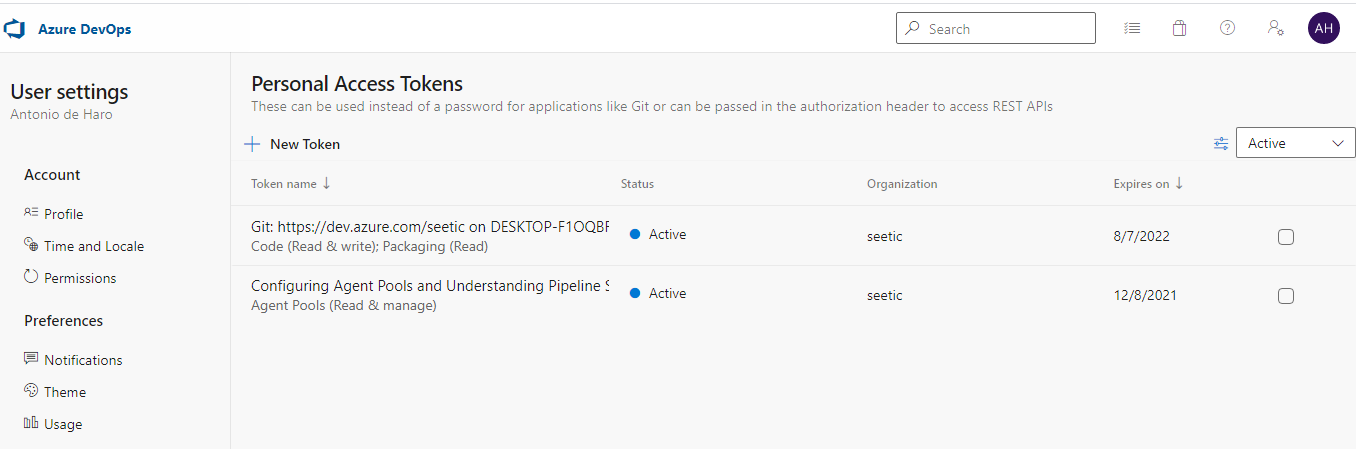 Azure DevOps
Search
AH
User settings
Antonio de Haro
Account
Profile
Time and Locale
Permissions
Preferences
Notifications
Theme
Usage
Personal Access Tokens
These can be used instead of a password for applications like Git or can be passed in the authorization header to access REST APIs
New Token
Active
Token name ↓ Status Organization Expires on ↓
Git: https://dev.azure.com/seetic on Active seetic 8/7/2022
Code (Read & write); Packaging (Read)
Configuring Agent Pools and Understanding Pipeline S Active seetic 12/8/2021
Agent Pools (Read & manage)